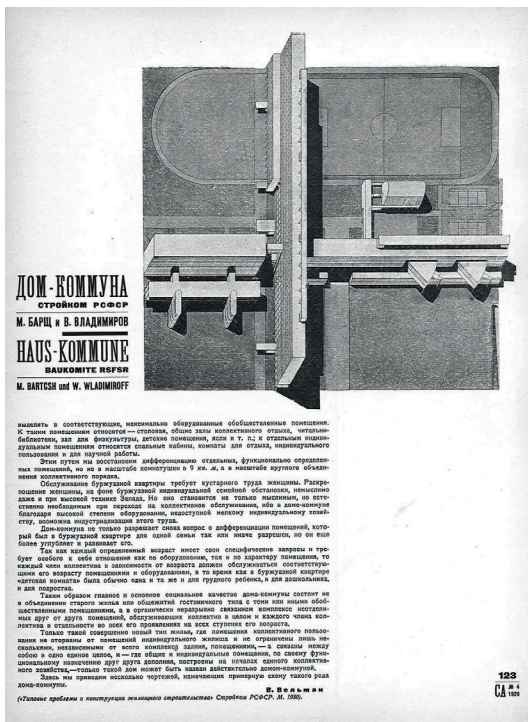 ДОМ-КОММУНА
СТРОЙКОМ РСФСР
М. БАРЩ и В. ВЛАДИМИРОВ
HAUS-KOMMUNE
BAUKOMITE RSFSR
M. BARTCSH und W. WLADIMIROFF
выделять в соответствующие, максимально оборудованные обобществленные помещения.
К таким помещениям относятся — столовая, общие залы коллективного отдыха, читальни-
библиотеки, зал для физкультуры, детские помещения, ясли и т. п.; к отдельным индиви-
дуальным помещениям относятся спальные кабины, комнаты для отдыха, индивидуального
пользования и для научной работы.
Этим путем мы восстановим дифференциацию отдельных, функционально определен-
ных помещений, но не в масштабе комнатушки в 9 кв. м, а в масштабе крупного объеди-
нения коллективного порядка.
Обслуживание буржуазной квартиры требует кустарного труда женщины. Раскре-
пощение женщины, на фоне буржуазной индивидуальной семейной обстановки, немыслимо
даже и при высокой технике Запада. Но оно становится не только мыслимым, но есте-
ственно необходимым при переходе на коллективное обслуживание, ибо в дом-коммуне
благодаря высокой степени оборудования, недоступной мелкому индивидуальному хозяй-
ству, возможна индустриализация этого труда.
Дом-коммуна не только разрешает снова вопрос о дифференциации помещений, кото-
рый был в буржуазной квартире для одной семьи так или иначе разрешен, но он еще
более углубляет и развивает его.
Так как каждый определенный возраст имеет свои специфические запросы и тре-
бует особого к себе отношения как по оборудованию, так и по характеру помещения, то
каждый член коллектива в зависимости от возраста должен обслуживаться соответствую-
щими его возрасту помещениями и оборудованием, в то время как в буржуазной квартире
«детская комната» была обычно одна и та же и для грудного ребенка, и для дошкольника,
и для подростка.
Таким образом главное и основное социальное качество дома-коммуны состоит не
в объединении старого жилья или общежитий гостиничного типа с теми или иными обоб-
ществленными помещениями, а в органически неразрывно связанном комплексе неотдели-
мых друг от друга помещений, обслуживающих коллектив в целом и каждого члена кол-
лектива в отдельности во всех его проявлениях на всех ступенях его возраста.
Только такой совершенно новый тип жилья, где помещения коллективного пользо-
вания не оторваны от помещений индивидуального жилища и не ограничены лишь не-
сколькими, независимыми от всего комплекса здания, помещениями, — а связаны между
собою в одно единое целое, и — где общие и индивидуальные помещения, по своему функ-
циональному назначению друг друга дополняя, построены на началах единого коллектив-
ного хозяйства, — только такой дом может быть назван действительно домом-коммуной.
Здесь мы приводим несколько чертежей, намечающих примерную схему такого рода
дома-коммуны.
В. Вельман
(«Типовые проблемы и конструкции жилищного строительства» Стройком РСФСР. М. 1930).
123
СА № 4
1929